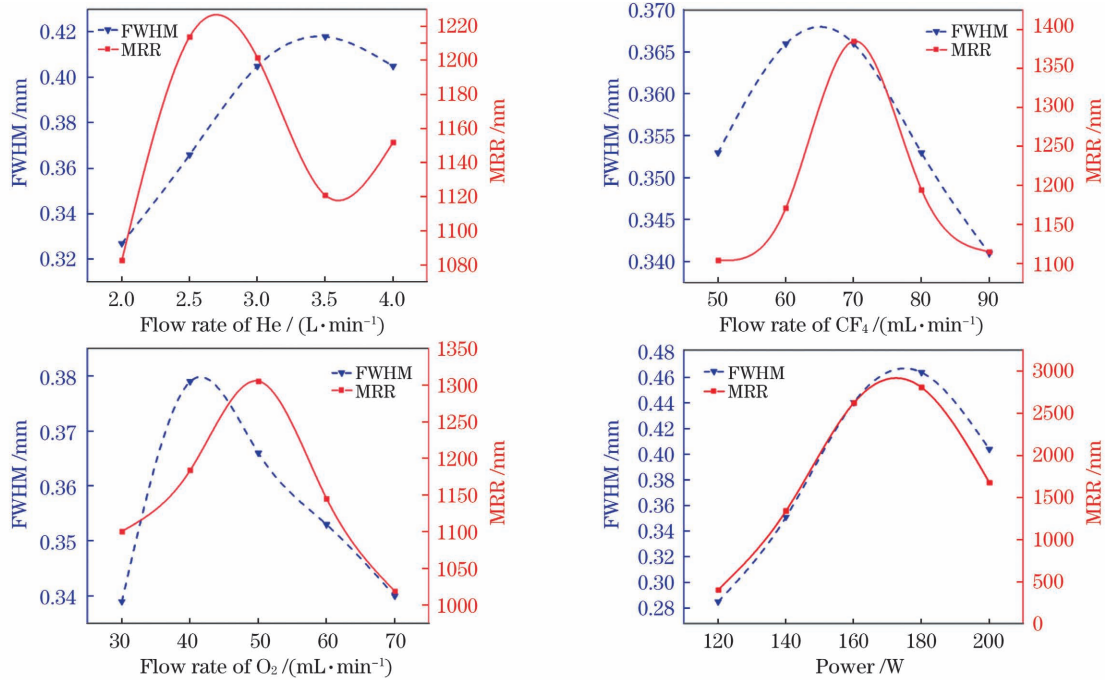 0.42
0.40
0.38
0.36
0.34
0.32
FWHM /mm
FWHM
MRR
1220
1200
1180
1160
1140
1120
1100
1080
MRR /nm
2.0 2.5 3.0 3.5 4.0
Flow rate of He / (L·min⁻¹)
0.370
0.365
0.360
0.355
0.350
0.345
0.340
FWHM /mm
FWHM
MRR
1400
1300
1200
1100
MRR /nm
50 60 70 80 90
Flow rate of CF₄ /(mL·min⁻¹)
0.38
0.37
0.36
0.35
0.34
FWHM /mm
FWHM
MRR
1350
1300
1250
1200
1150
1100
1050
1000
MRR /nm
30 40 50 60 70
Flow rate of O₂ /(mL·min⁻¹)
0.48
0.46
0.44
0.42
0.40
0.38
0.36
0.34
0.32
0.30
0.28
FWHM /mm
FWHM
MRR
3000
2500
2000
1500
1000
500
0
MRR /nm
120 140 160 180 200
Power /W